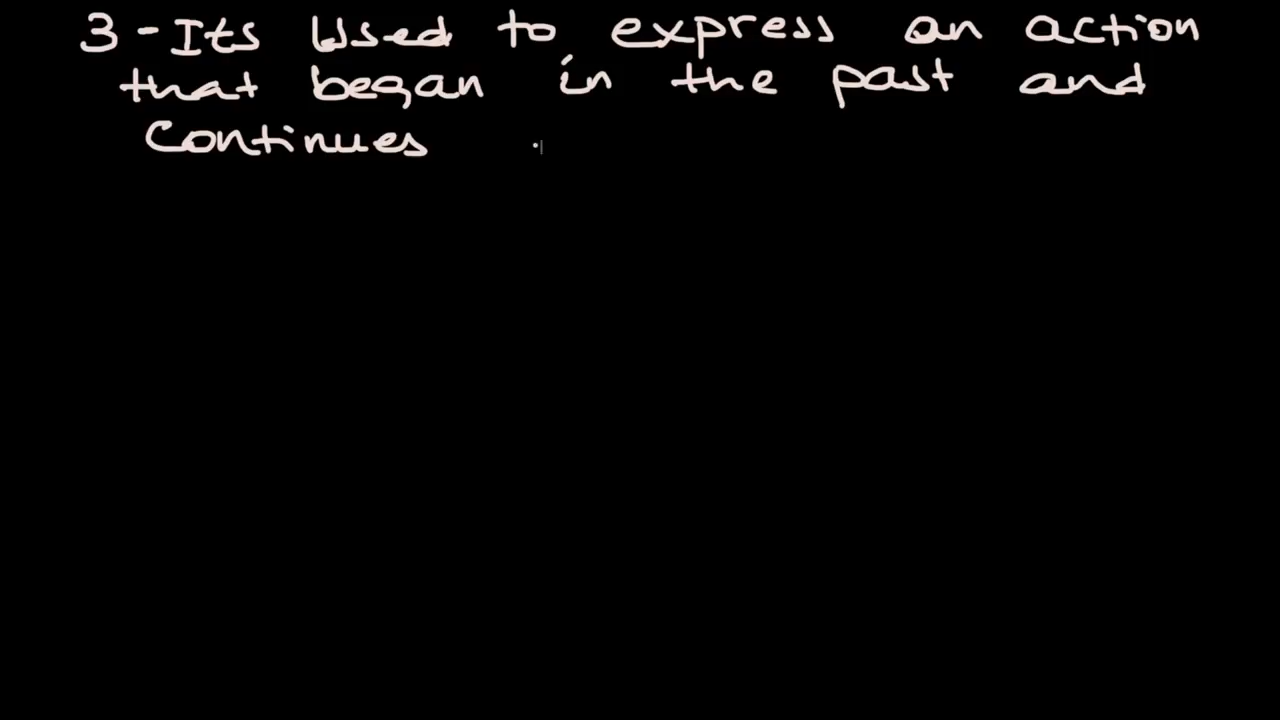 3-Its Used to express an action
that began in the past and
Continues